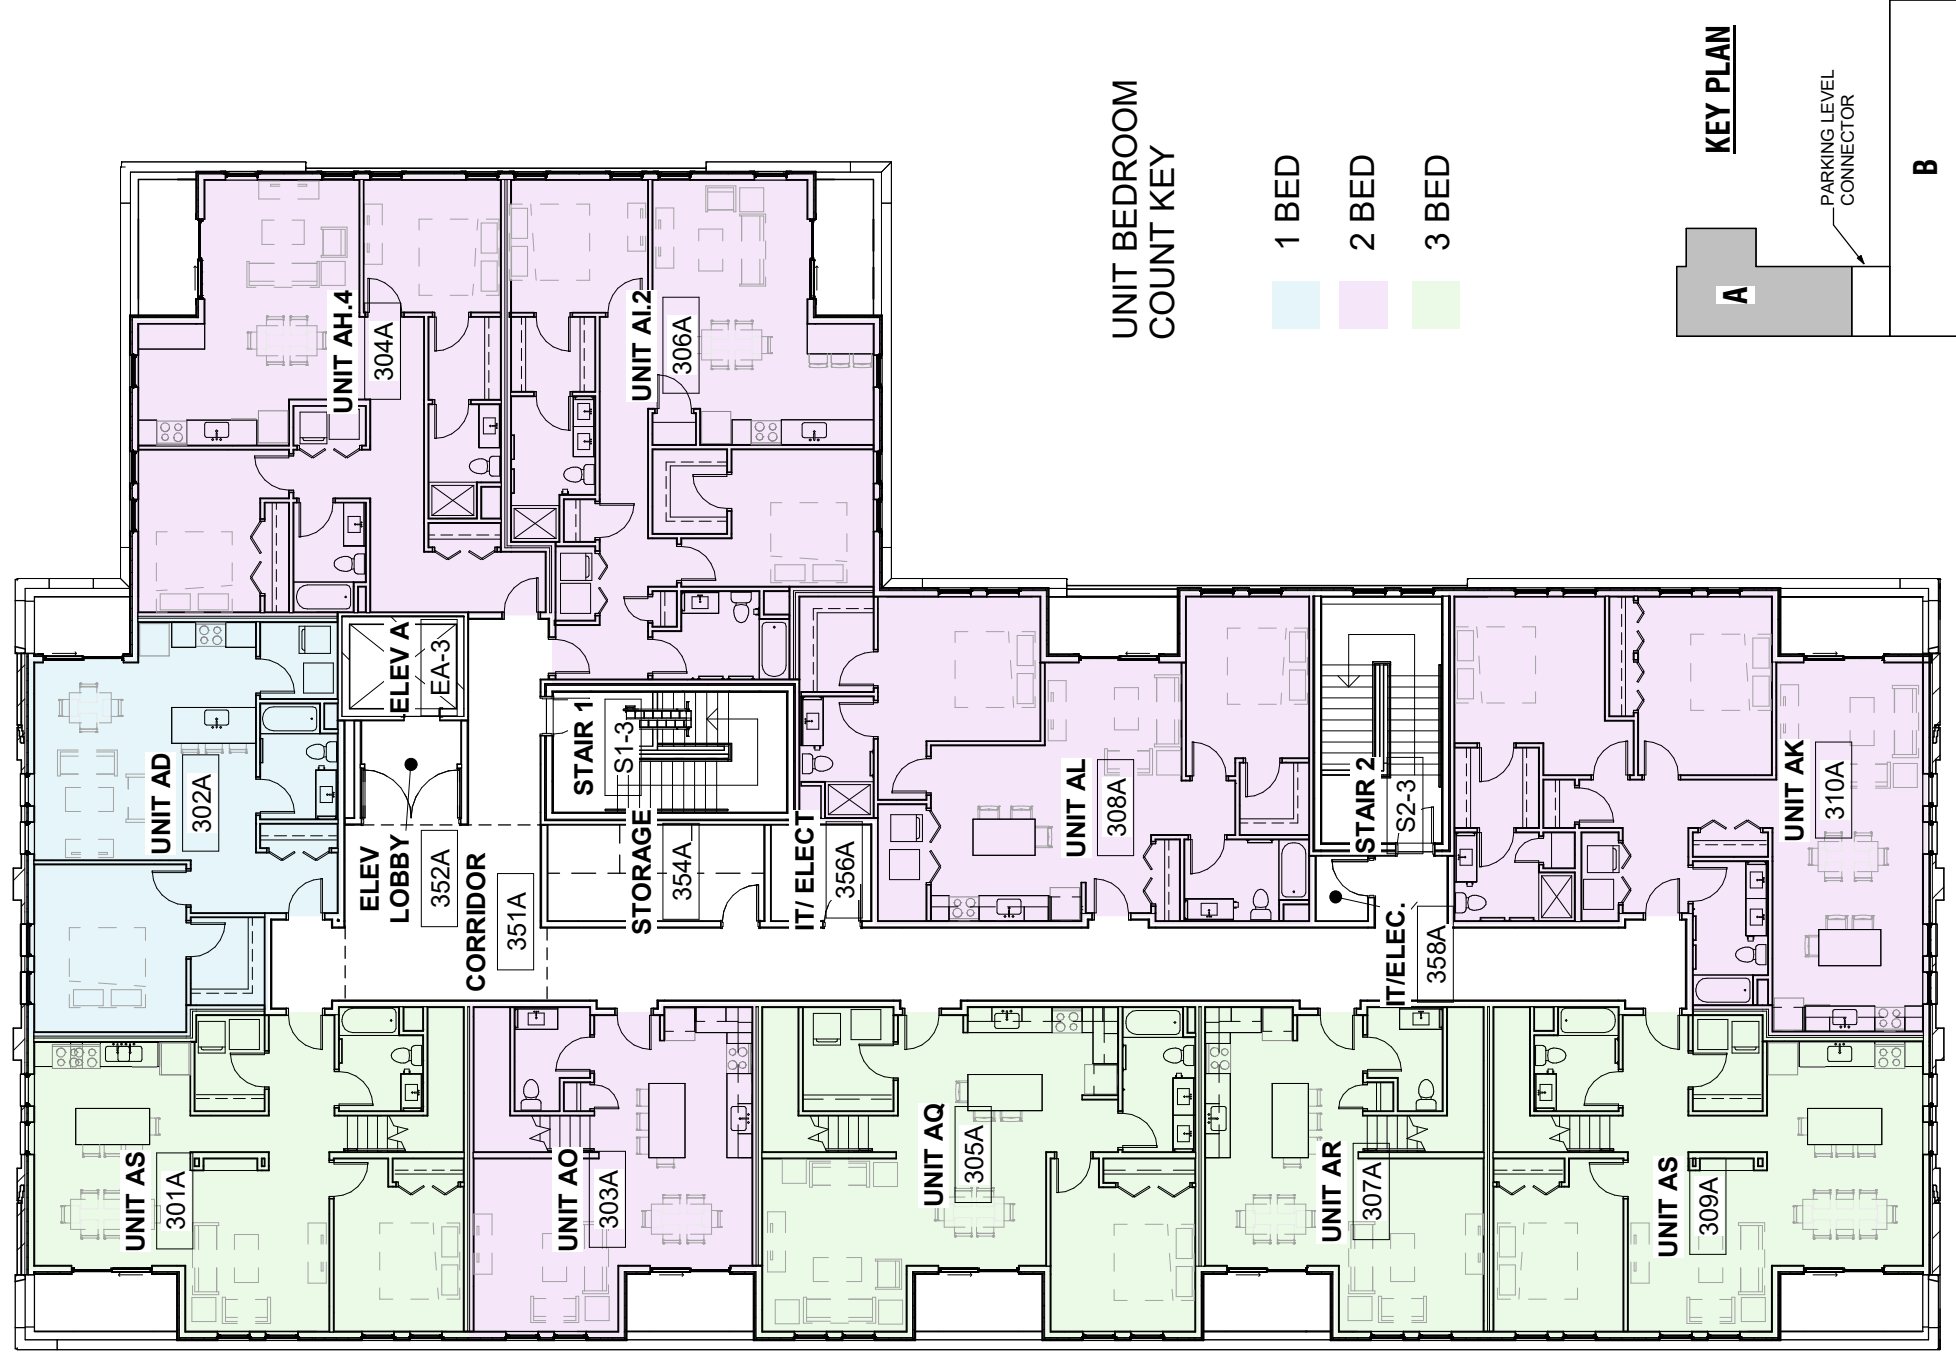 UNIT AH.4
304A
UNIT AI.2
306A
UNIT AD
302A
ELEV A
EA-3
STAIR 1
S1-3
ELEV
LOBBY
352A
CORRIDOR
351A
STORAGE
354A
IT/ ELECT
356A
UNIT AL
308A
STAIR 2
S2-3
IT/ELEC.
358A
UNIT AK
310A
UNIT AS
301A
UNIT AO
303A
UNIT AQ
305A
UNIT AR
307A
UNIT AS
309A
UNIT BEDROOM
COUNT KEY
1 BED
2 BED
3 BED
KEY PLAN
A
PARKING LEVEL
CONNECTOR
B